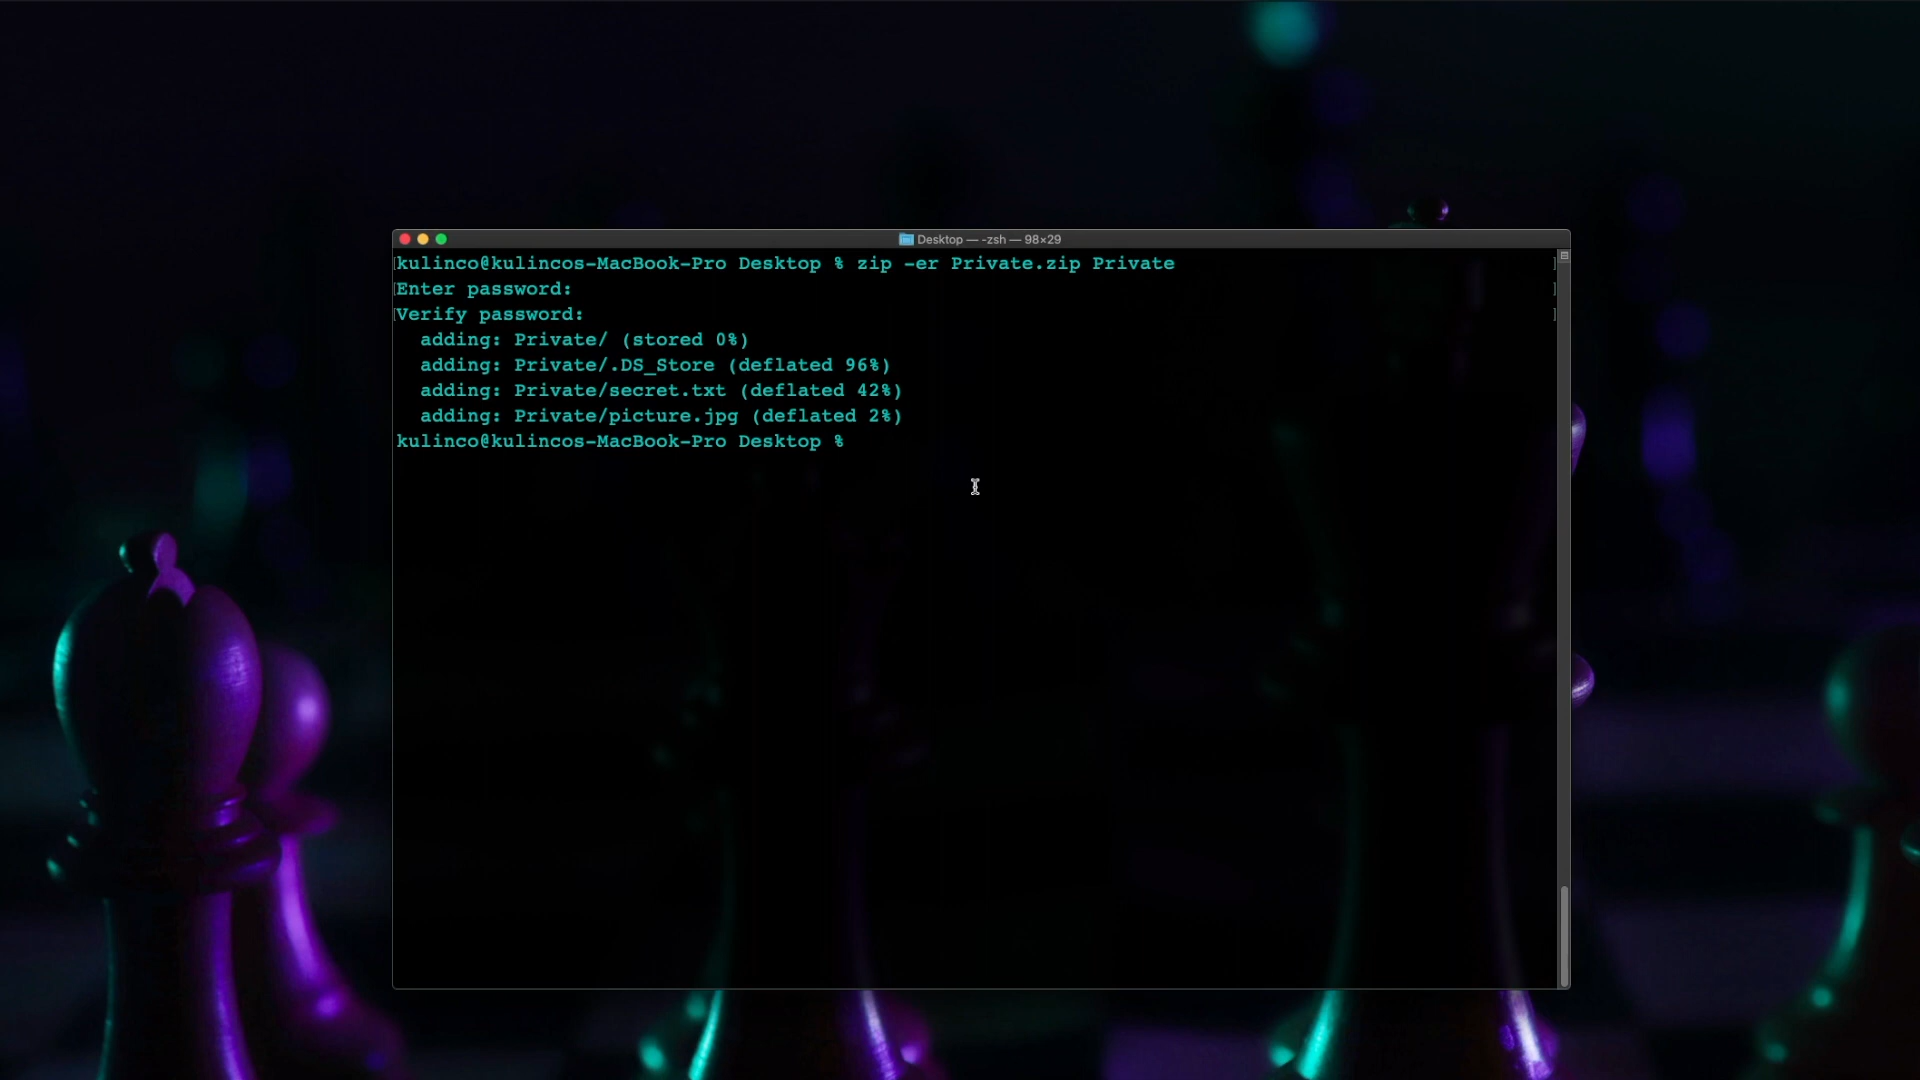 Desktop — -zsh — 98×29
kulinco@kulincos-MacBook-Pro Desktop % zip -er Private.zip Private
Enter password:
Verify password:
  adding: Private/ (stored 0%)
  adding: Private/.DS_Store (deflated 96%)
  adding: Private/secret.txt (deflated 42%)
  adding: Private/picture.jpg (deflated 2%)
kulinco@kulincos-MacBook-Pro Desktop %